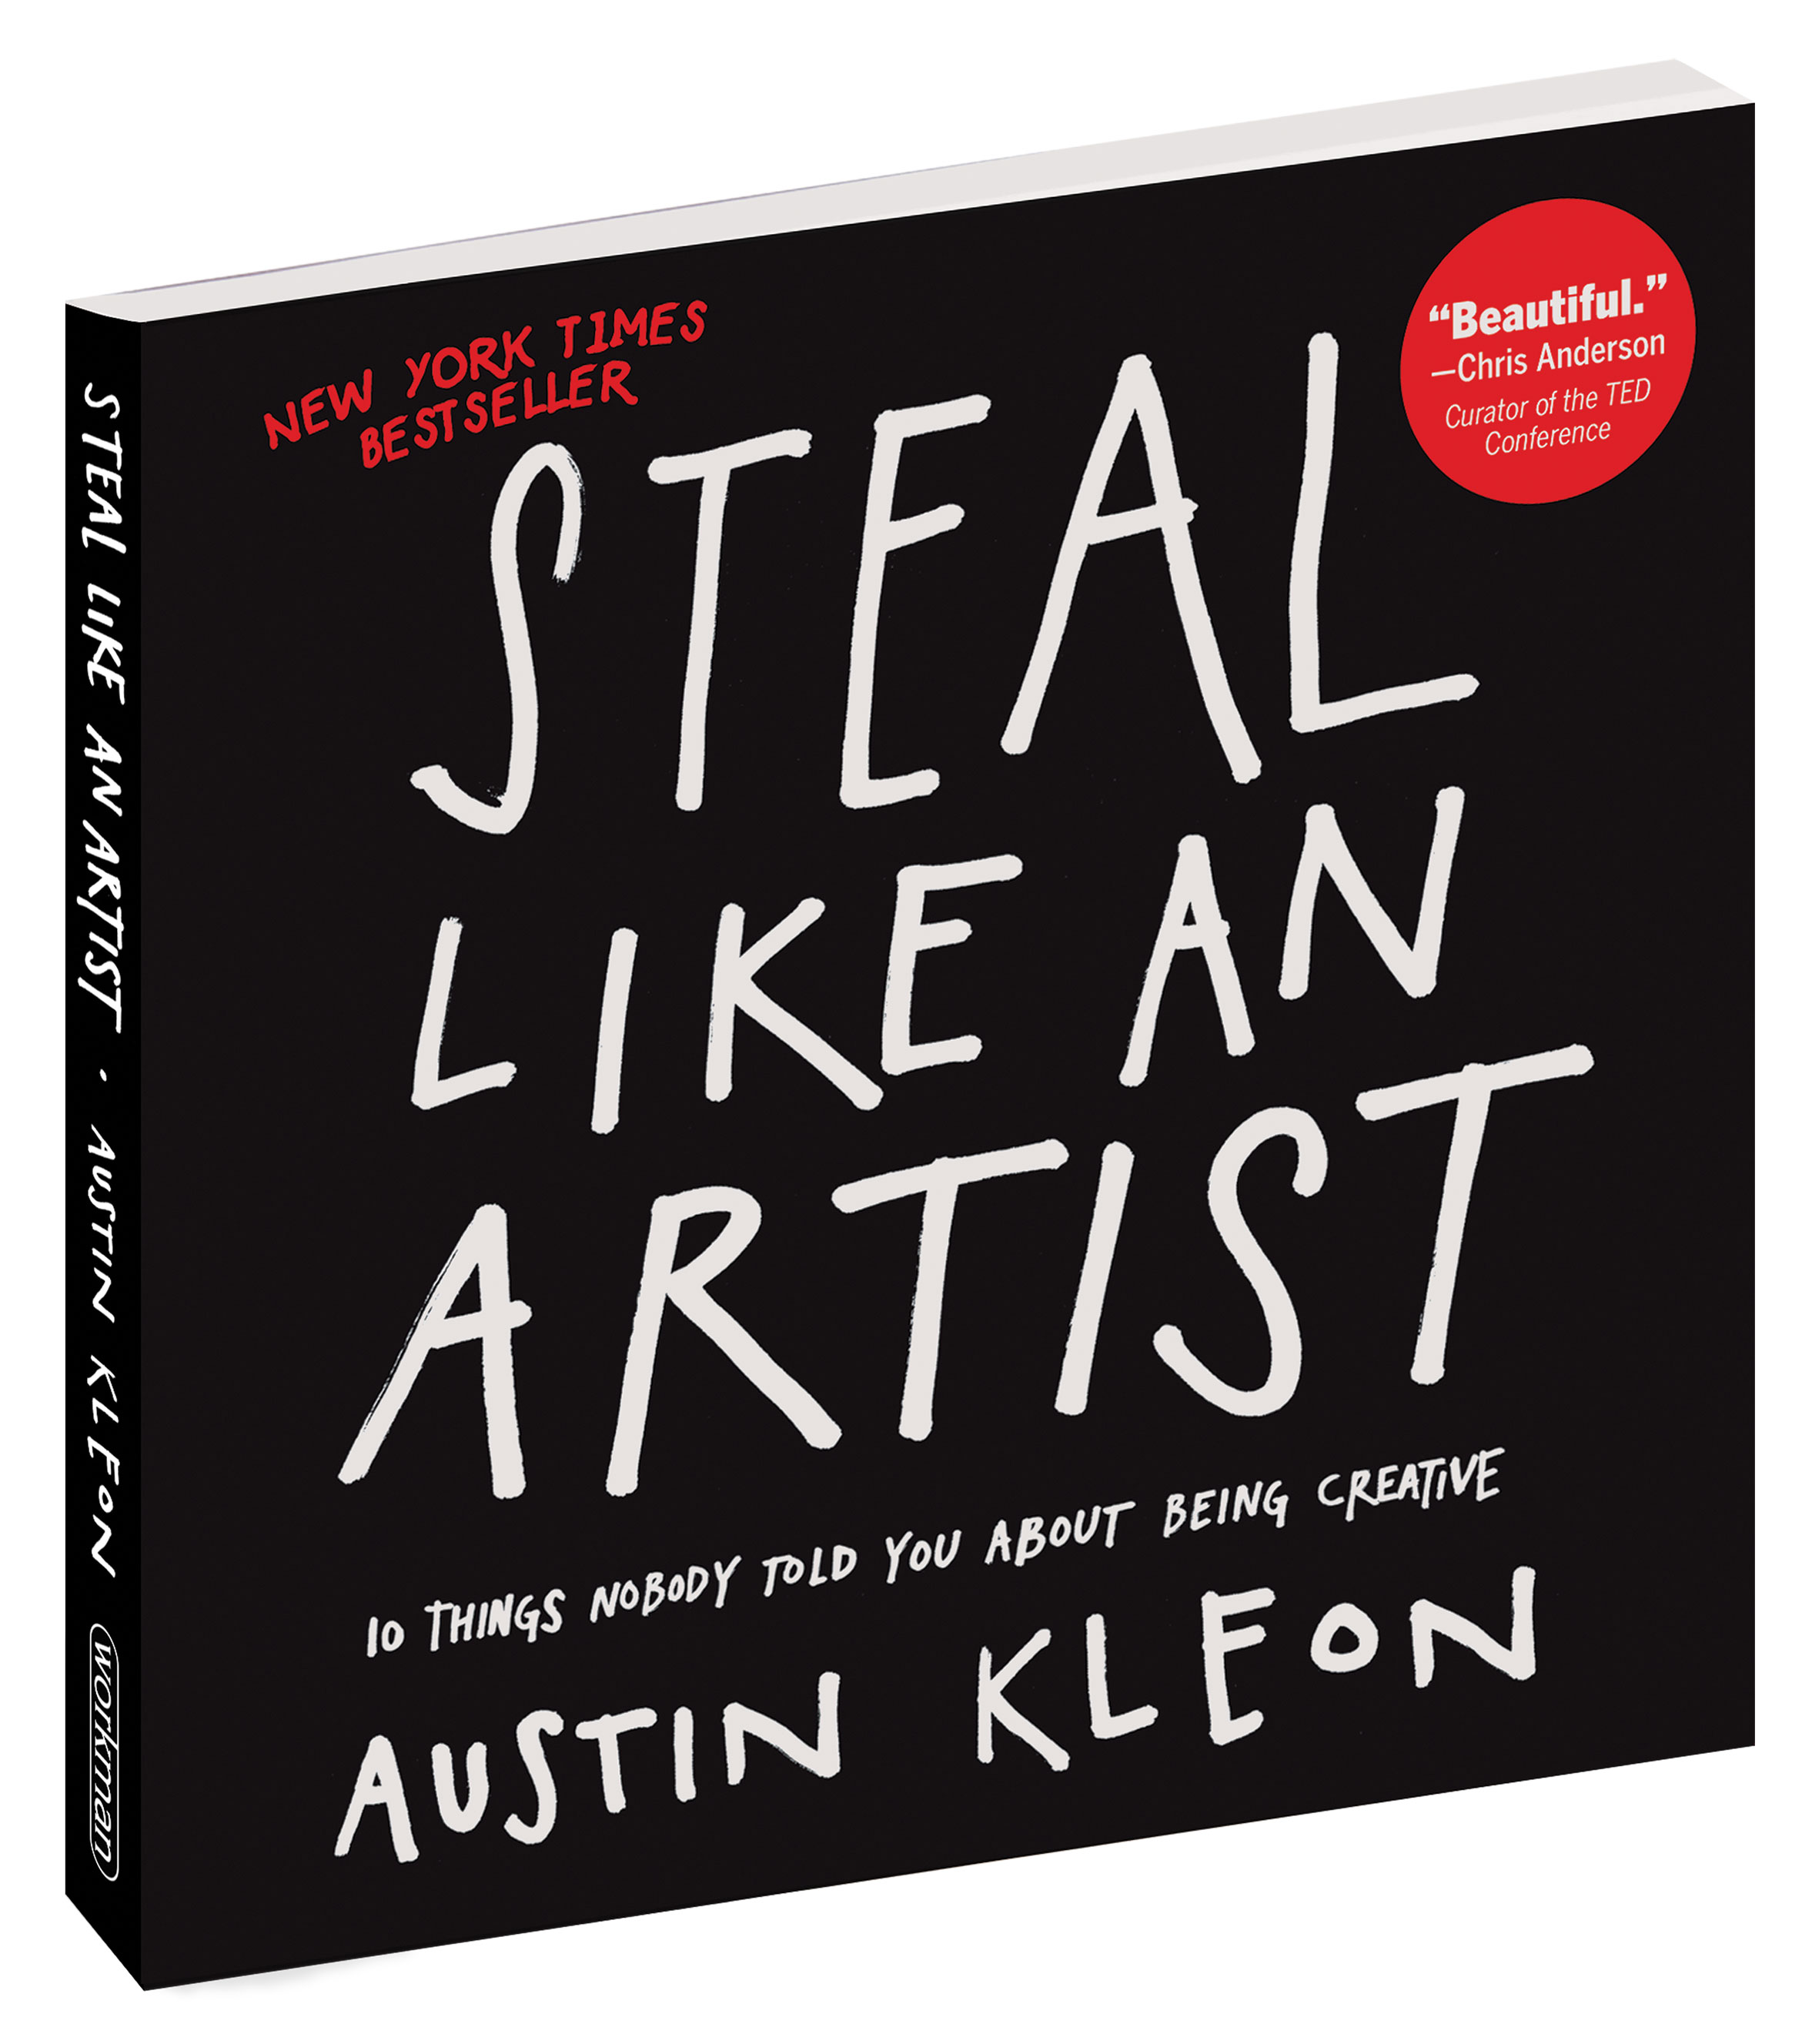 NEW YORK TIMES
BESTSELLER
“Beautiful.”
—Chris Anderson
Curator of the TED
Conference
STEAL
LIKE AN
ARTIST
10 THINGS NOBODY TOLD YOU ABOUT BEING CREATIVE
AUSTIN KLEON
STEAL LIKE AN ARTIST · AUSTIN KLEON workman